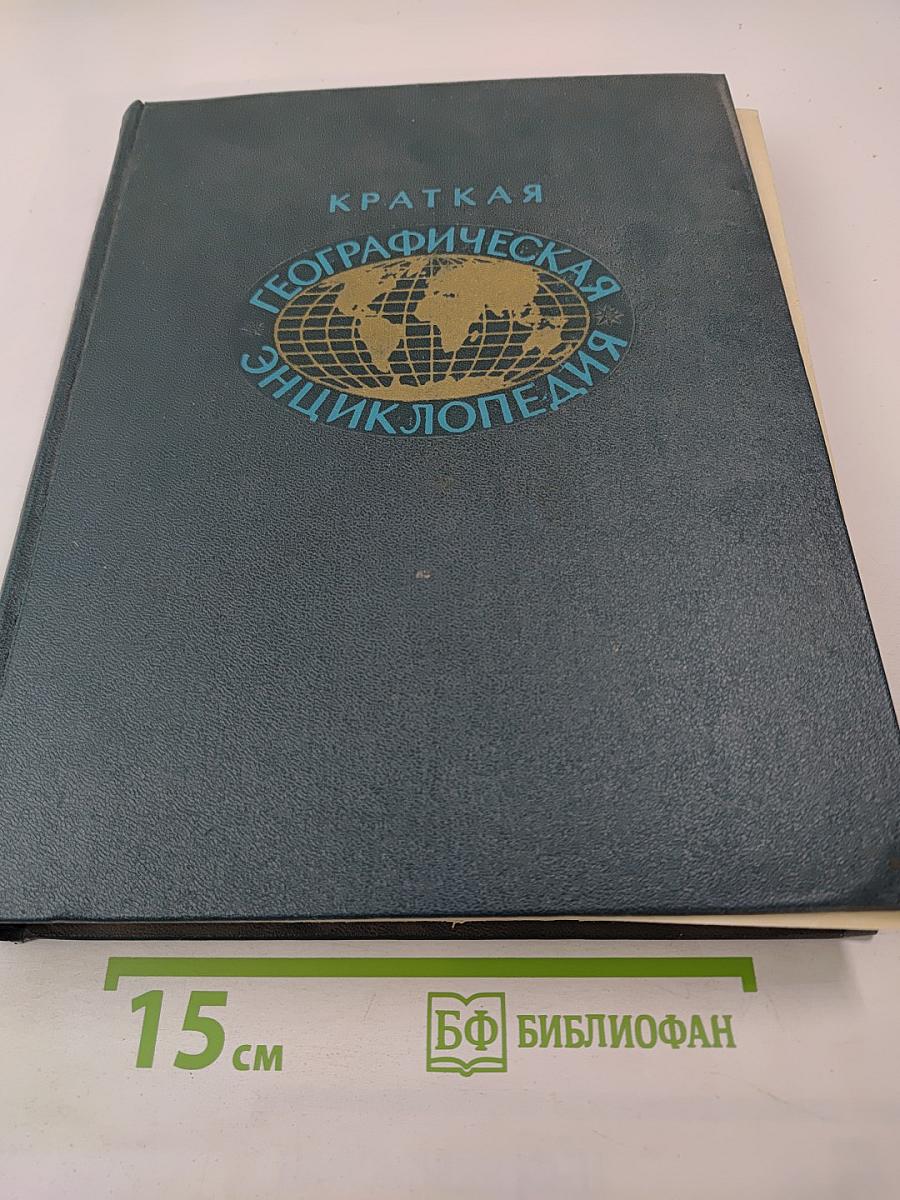 КРАТКАЯ
ГЕОГРАФИЧЕСКАЯ
ЭНЦИКЛОПЕДИЯ
15 см
БФ БИБЛИОФАН